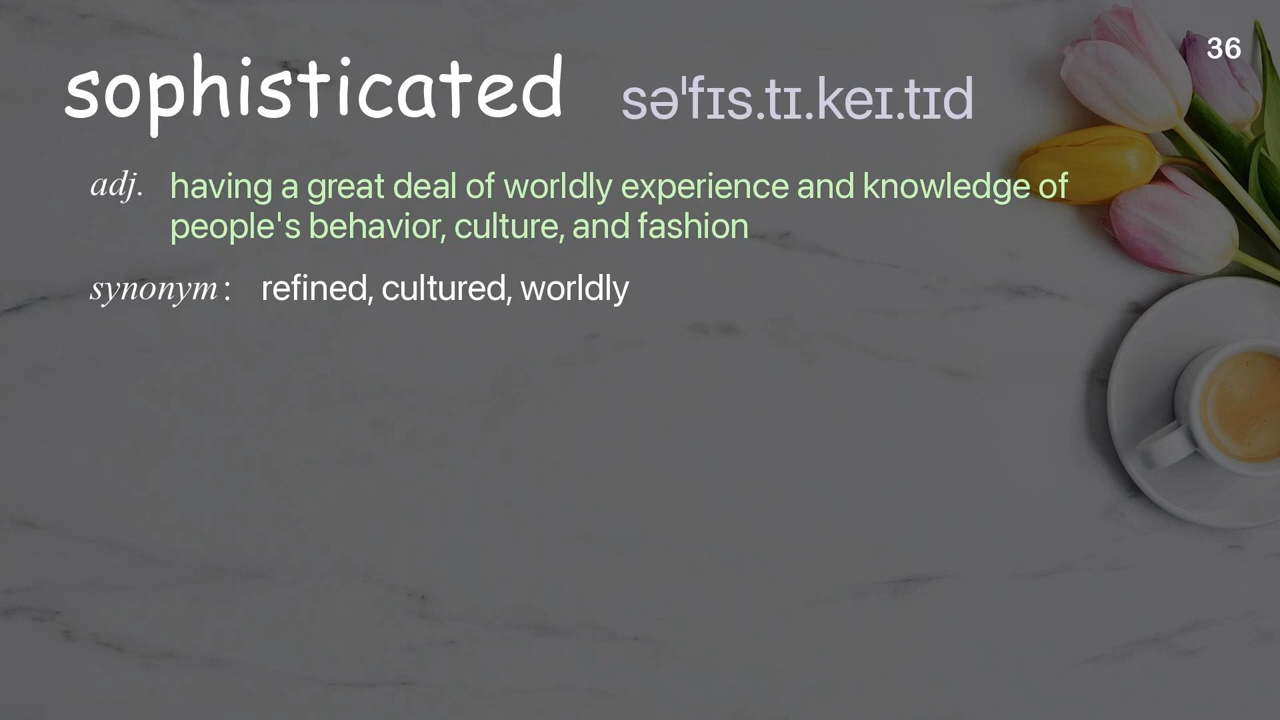 36
sophisticated səˈfɪs.tɪ.keɪ.tɪd
adj. having a great deal of worldly experience and knowledge of
people's behavior, culture, and fashion
synonym : refined, cultured, worldly